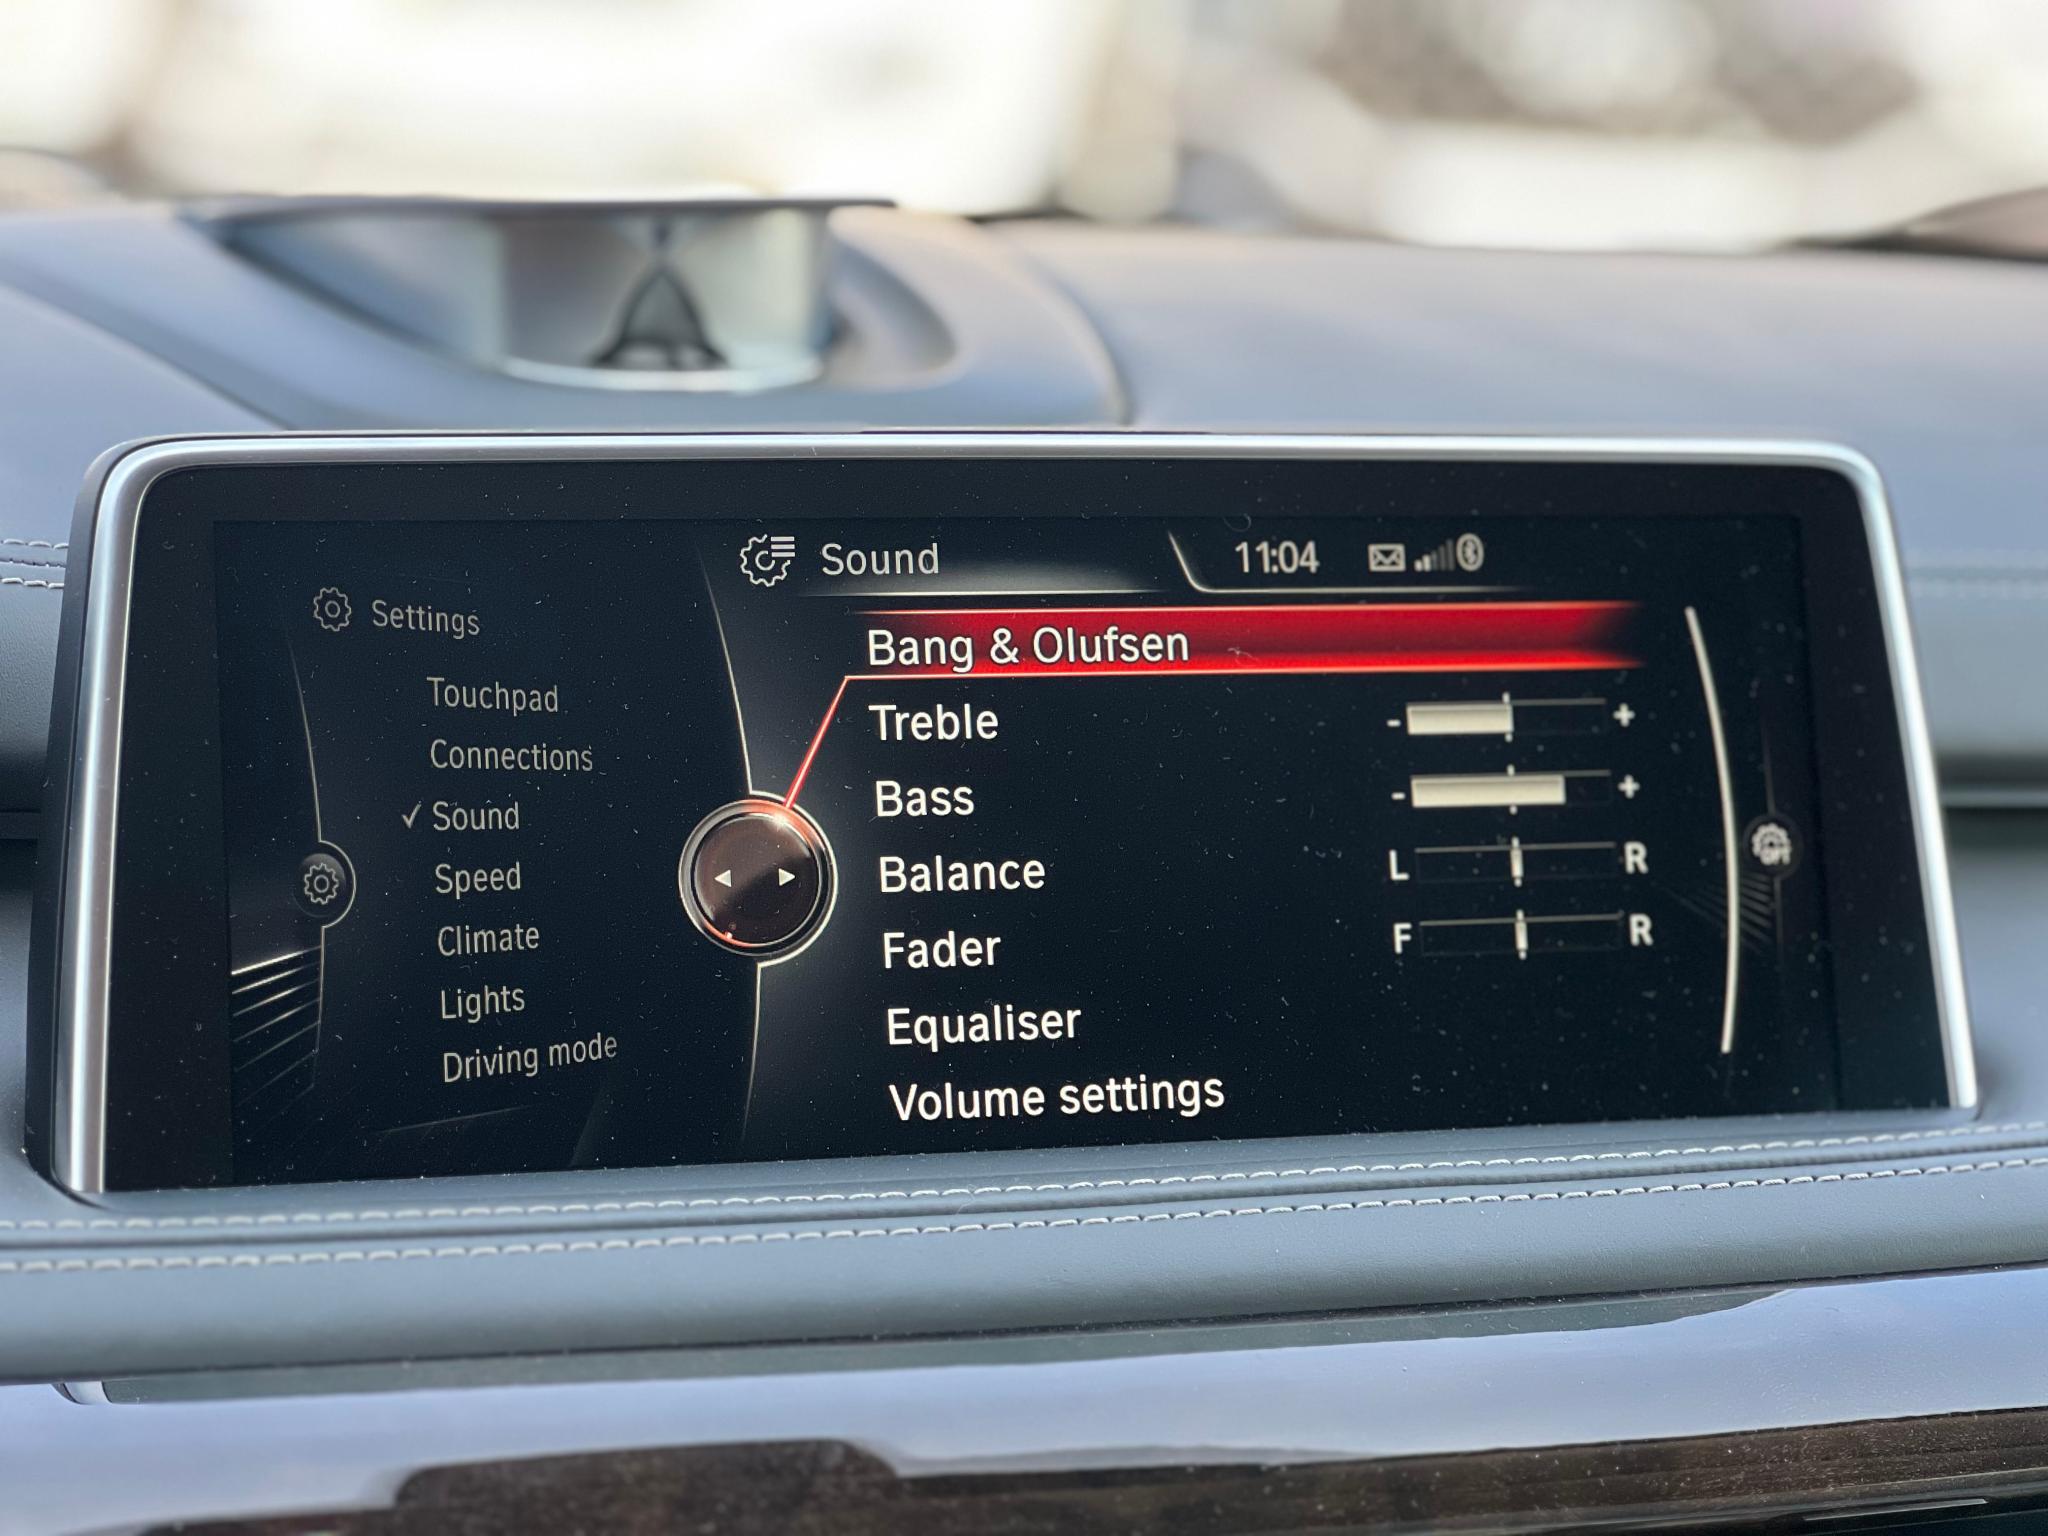 Settings
Touchpad
Connections
✓ Sound
Speed
Climate
Lights
Driving mode
Sound
11:04
Bang & Olufsen
Treble - +
Bass - +
Balance L R
Fader F R
Equaliser
Volume settings